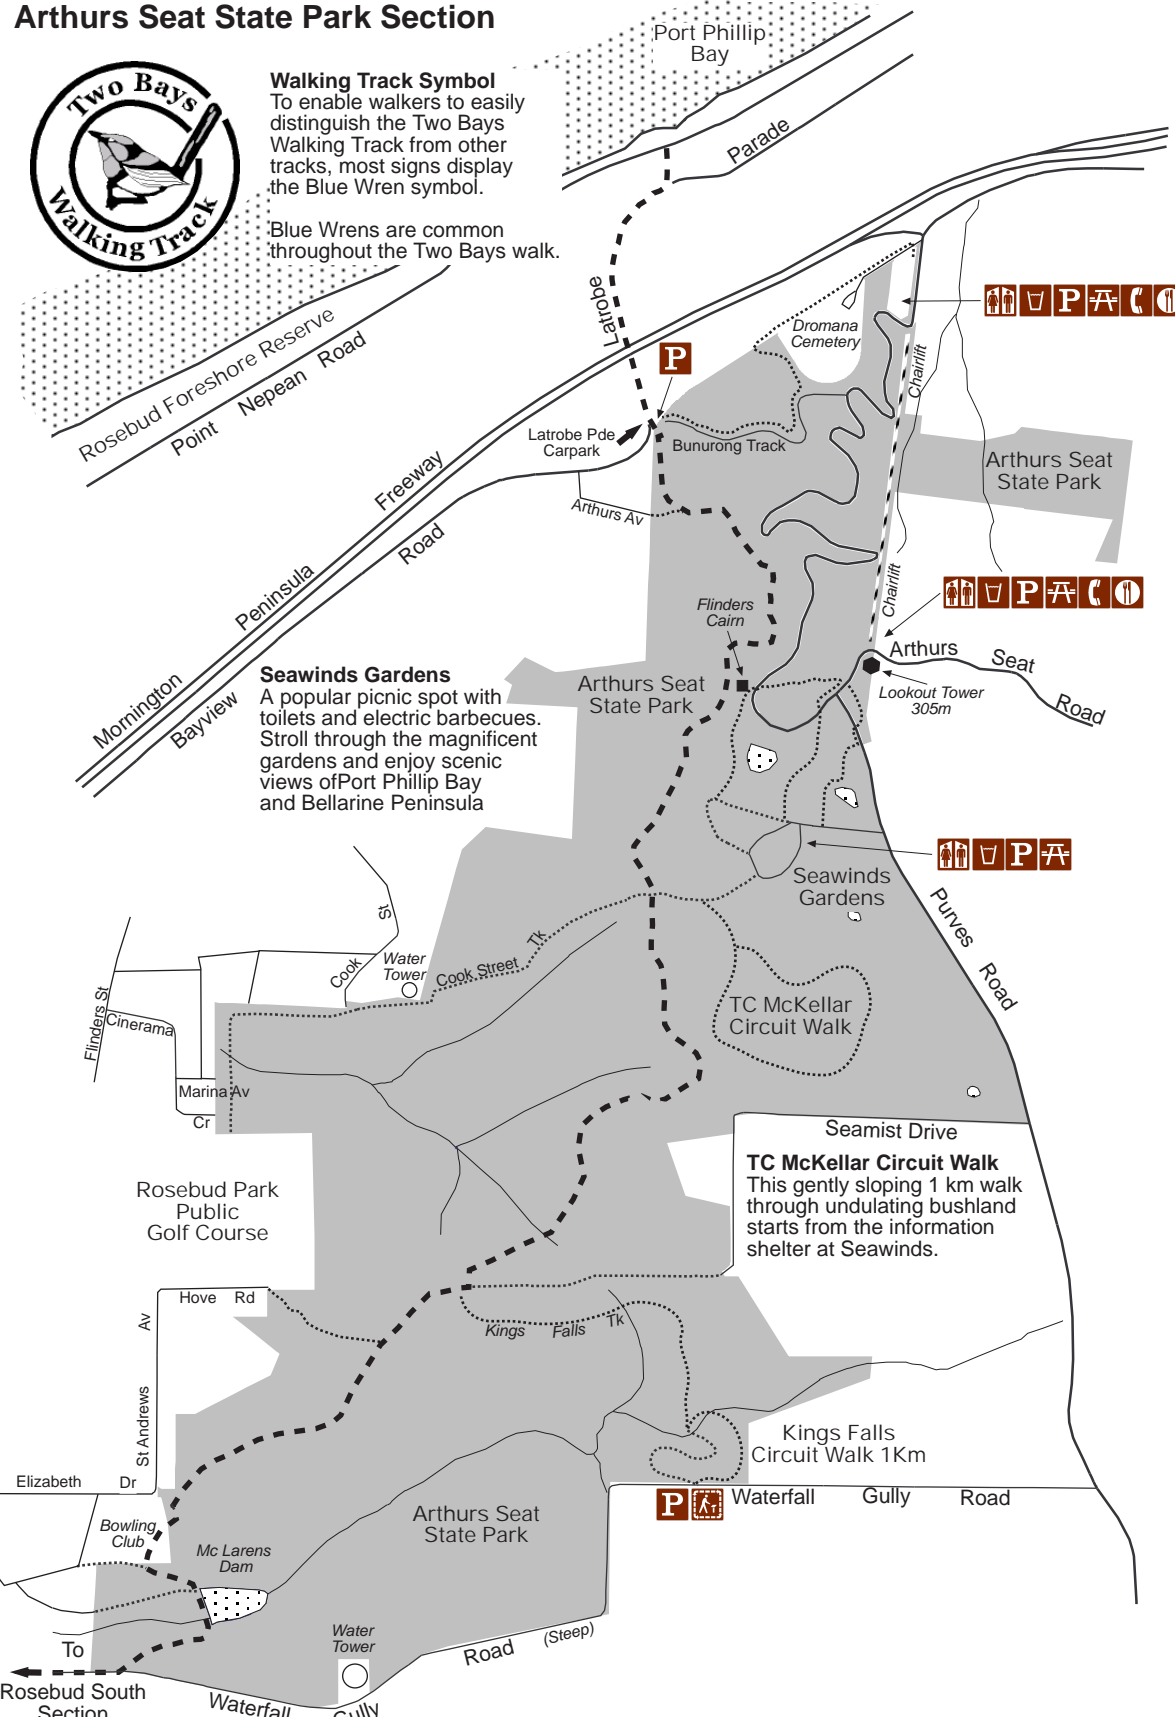 Arthurs Seat State Park Section
Port Phillip
Bay
Two Bays
Walking Track
Walking Track Symbol
To enable walkers to easily
distinguish the Two Bays
Walking Track from other
tracks, most signs display
the Blue Wren symbol.
Blue Wrens are common
throughout the Two Bays walk.
Parade
Latrobe
Rosebud Foreshore Reserve
Point Nepean Road
Dromana
Cemetery
P
Chairlift
P
Latrobe Pde
Carpark
Bunurong Track
Arthurs Seat
State Park
Mornington Peninsula Freeway
Bayview Road
Arthurs Av
Chairlift
P
Flinders
Cairn
Arthurs Seat Road
Lookout Tower
305m
Seawinds Gardens
A popular picnic spot with
toilets and electric barbecues.
Stroll through the magnificent
gardens and enjoy scenic
views ofPort Phillip Bay
and Bellarine Peninsula
Arthurs Seat
State Park
P
Seawinds
Gardens
Purves Road
Cook St
Water
Tower
Cook Street Tk
Flinders St
Cinerama
Marina Av
Cr
TC McKellar
Circuit Walk
Seamist Drive
TC McKellar Circuit Walk
This gently sloping 1 km walk
through undulating bushland
starts from the information
shelter at Seawinds.
Rosebud Park
Public
Golf Course
Hove Rd
St Andrews Av
Kings Falls Tk
Kings Falls
Circuit Walk 1Km
Elizabeth Dr
P
Waterfall Gully Road
Arthurs Seat
State Park
Bowling
Club
Mc Larens
Dam
Water
Tower
Road (Steep)
To
Rosebud South
Section
Waterfall Gully